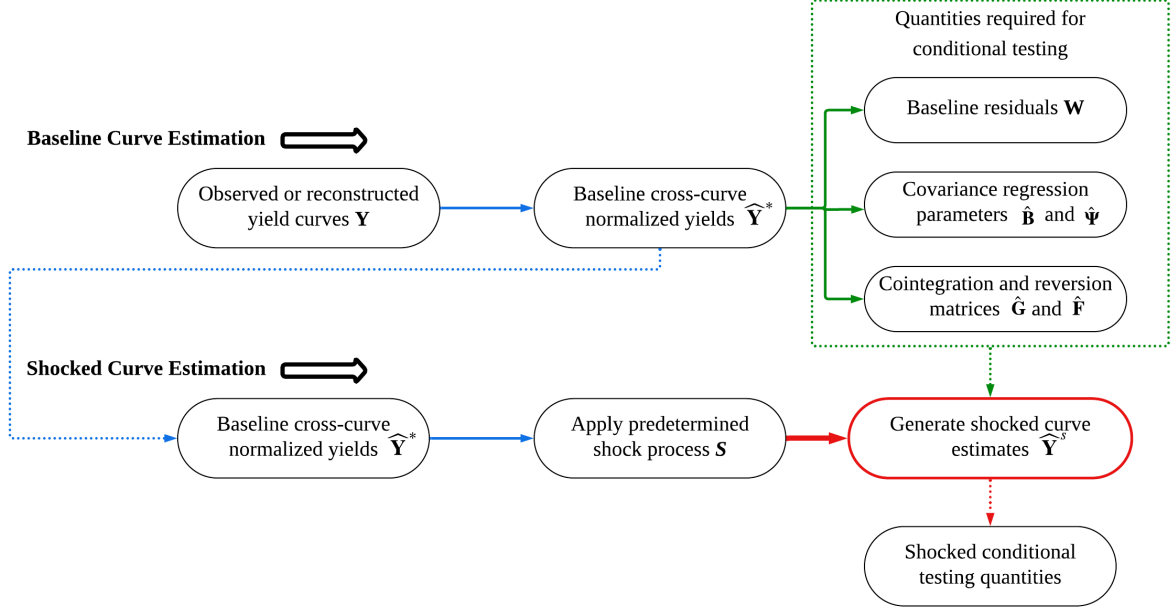 Quantities required for
conditional testing
Baseline residuals W
Baseline Curve Estimation
Observed or reconstructed
yield curves Y
Baseline cross-curve
normalized yields Ŷ*
Covariance regression
parameters B̂ and Ψ̂
Cointegration and reversion
matrices Ĝ and F̂
Shocked Curve Estimation
Baseline cross-curve
normalized yields Ŷ*
Apply predetermined
shock process S
Generate shocked curve
estimates Ŷˢ
Shocked conditional
testing quantities